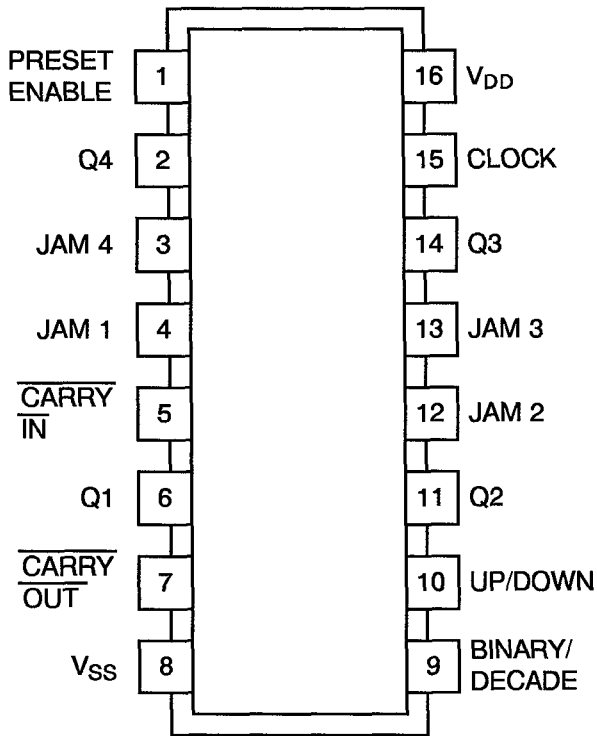 PRESET
ENABLE
1
16
VDD
Q4
2
15
CLOCK
JAM 4
3
14
Q3
JAM 1
4
13
JAM 3
CARRY
IN
5
12
JAM 2
Q1
6
11
Q2
CARRY
OUT
7
10
UP/DOWN
VSS
8
9
BINARY/
DECADE